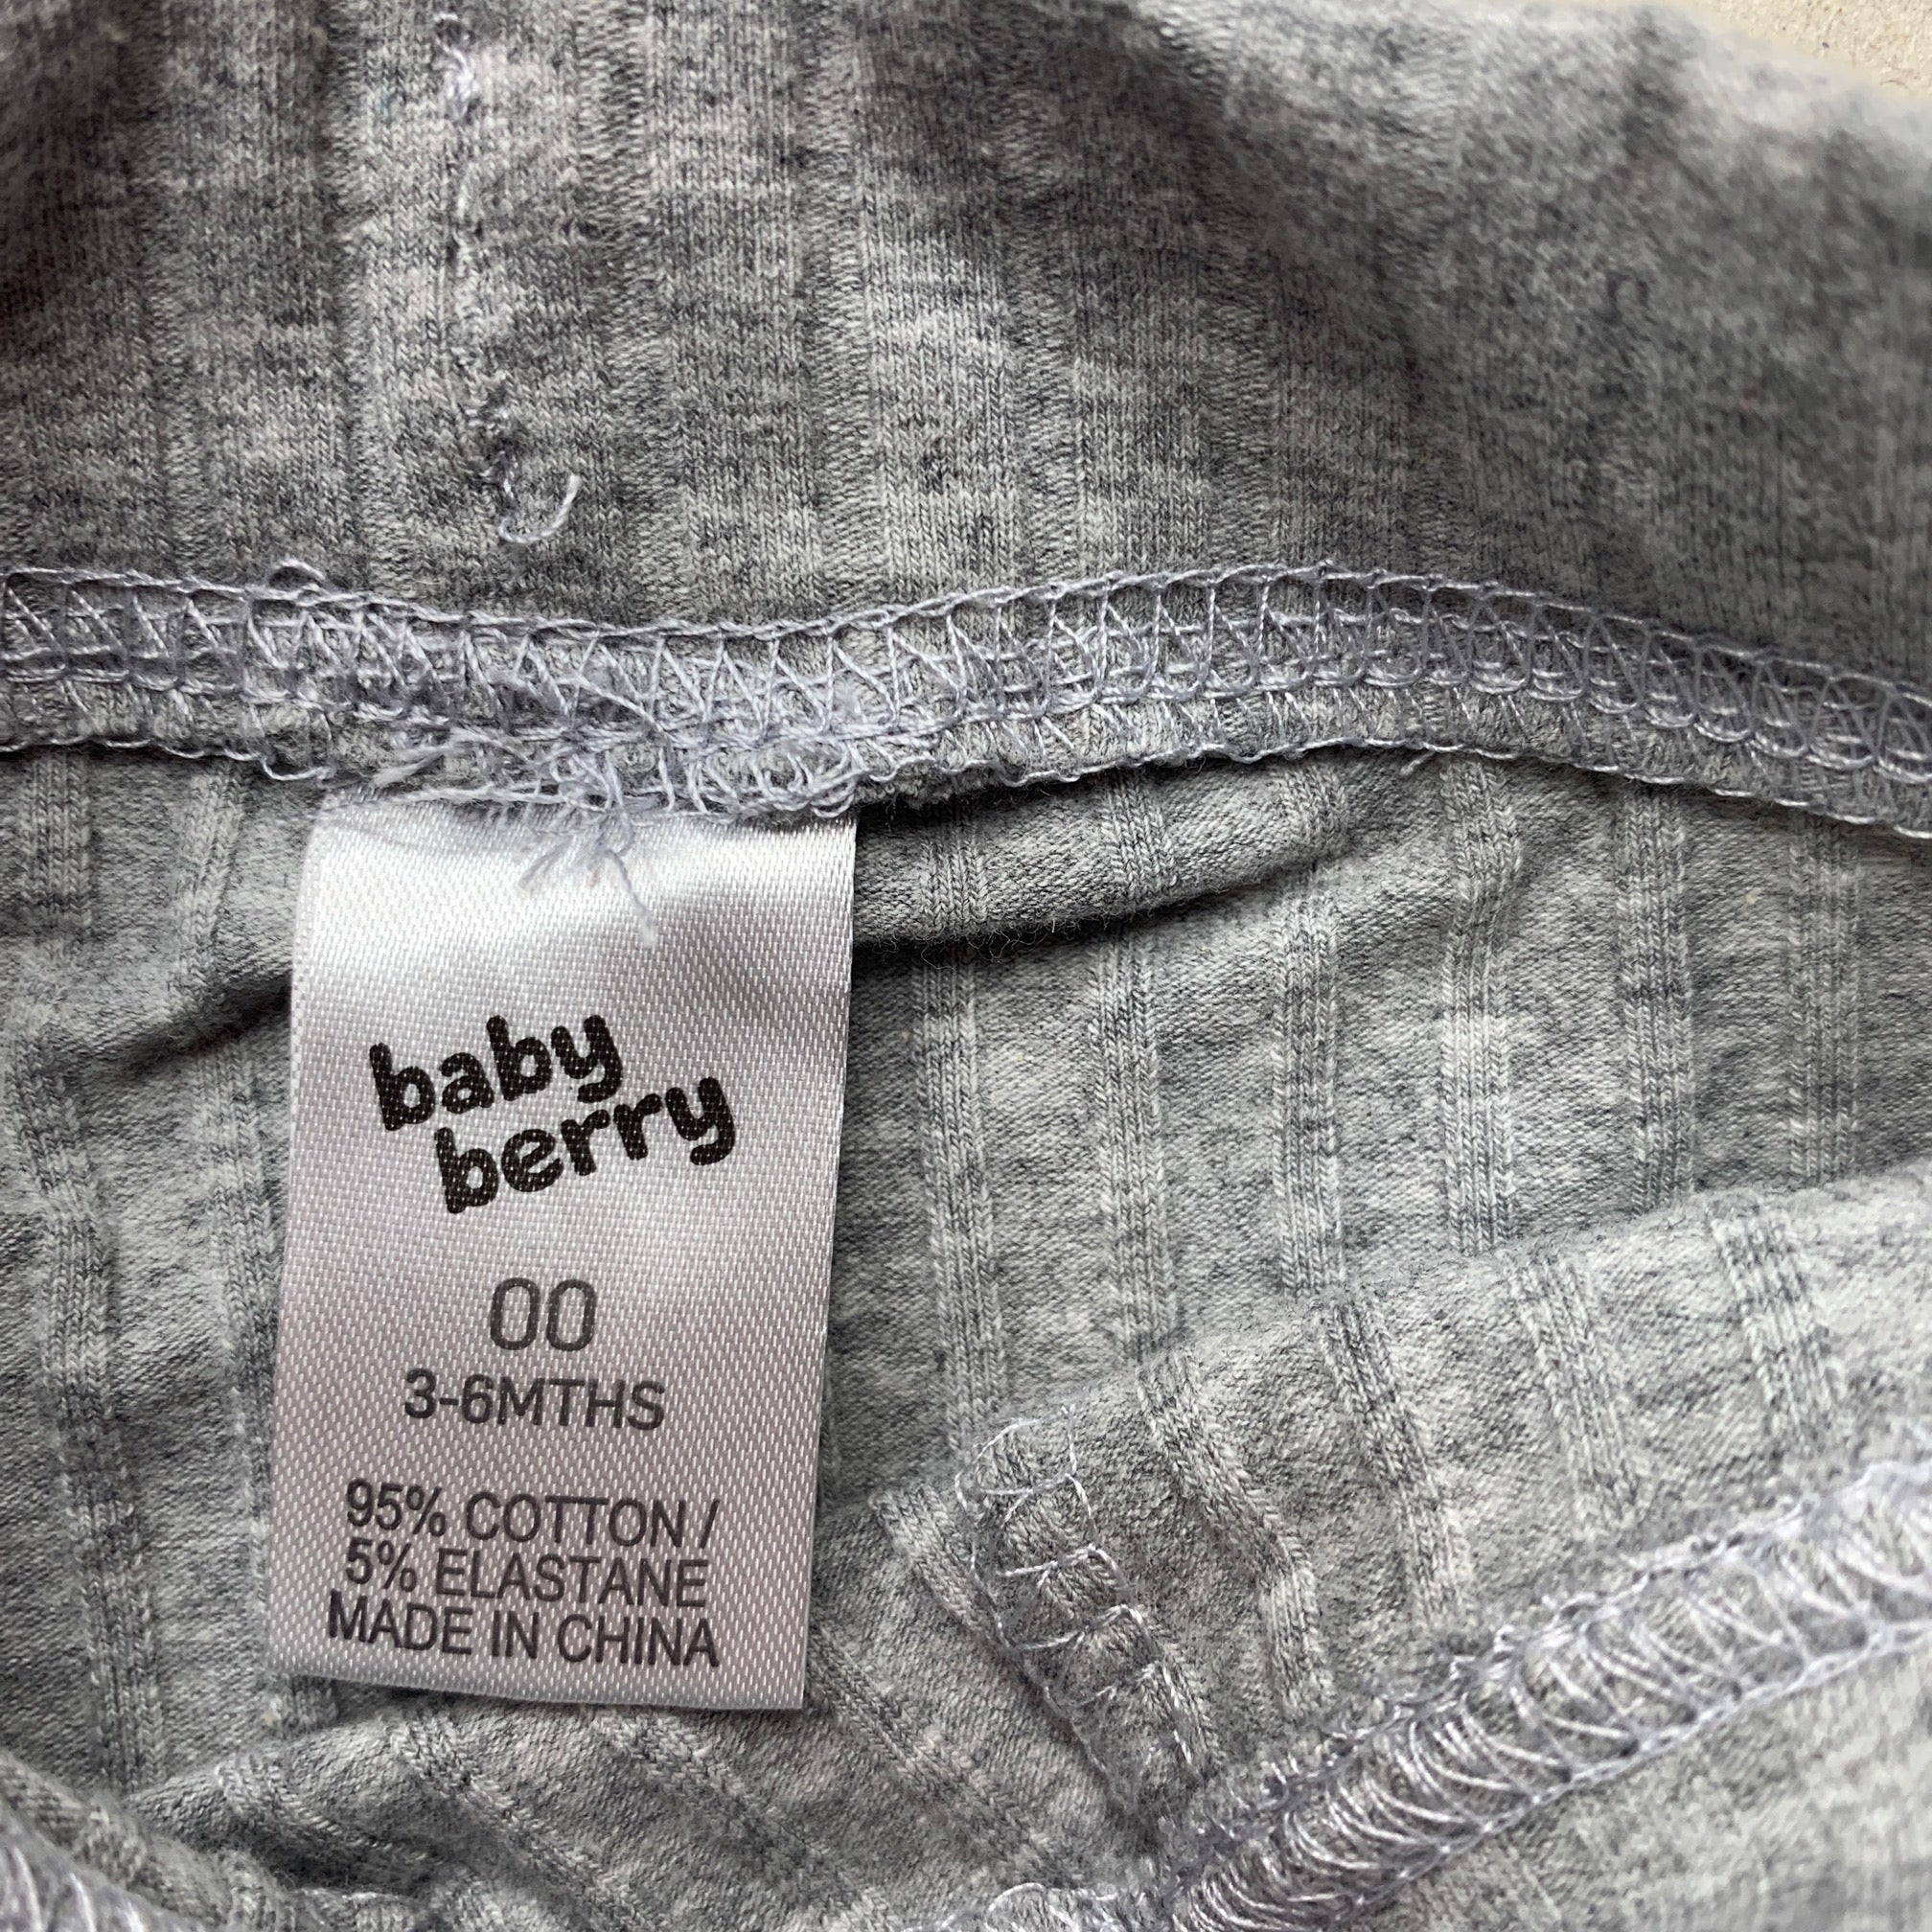 baby
berry
00
3-6MTHS
95% COTTON /
5% ELASTANE
MADE IN CHINA